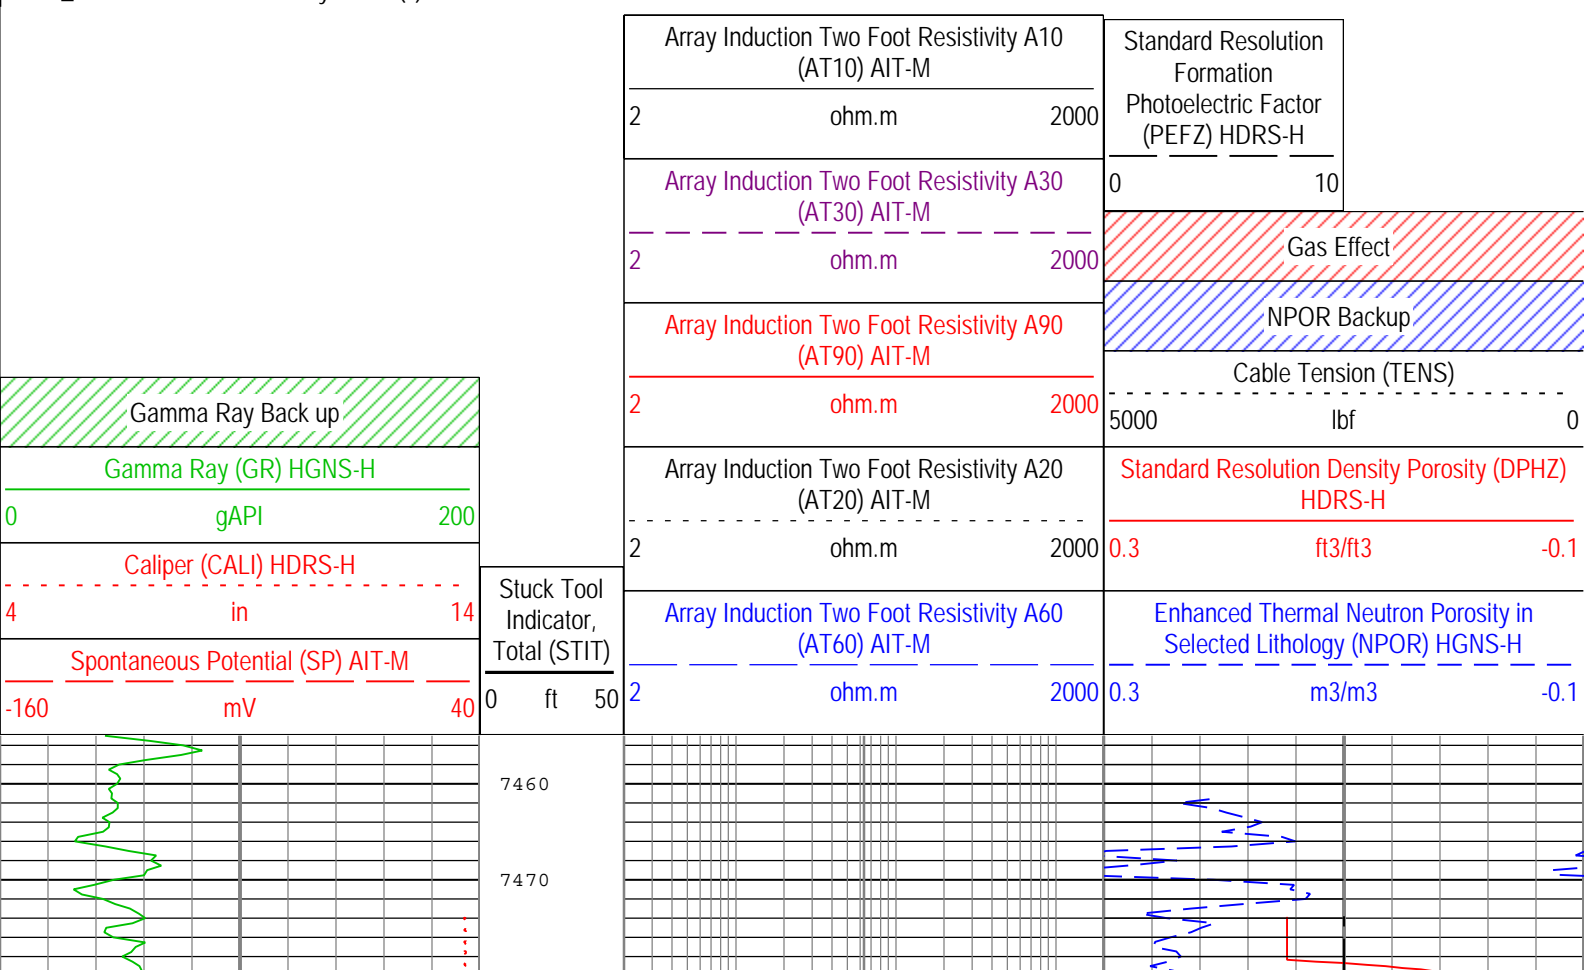 Array Induction Two Foot Resistivity A10
(AT10) AIT-M
2 ohm.m 2000
Array Induction Two Foot Resistivity A30
(AT30) AIT-M
2 ohm.m 2000
Array Induction Two Foot Resistivity A90
(AT90) AIT-M
2 ohm.m 2000
Array Induction Two Foot Resistivity A20
(AT20) AIT-M
2 ohm.m 2000
Array Induction Two Foot Resistivity A60
(AT60) AIT-M
2 ohm.m 2000
Standard Resolution
Formation
Photoelectric Factor
(PEFZ) HDRS-H
0 10
Gas Effect
NPOR Backup
Cable Tension (TENS)
5000 lbf 0
Standard Resolution Density Porosity (DPHZ)
HDRS-H
0.3 ft3/ft3 -0.1
Enhanced Thermal Neutron Porosity in
Selected Lithology (NPOR) HGNS-H
0.3 m3/m3 -0.1
Gamma Ray Back up
Gamma Ray (GR) HGNS-H
0 gAPI 200
Caliper (CALI) HDRS-H
4 in 14
Spontaneous Potential (SP) AIT-M
-160 mV 40
Stuck Tool
Indicator,
Total (STIT)
0 ft 50
7460
7470